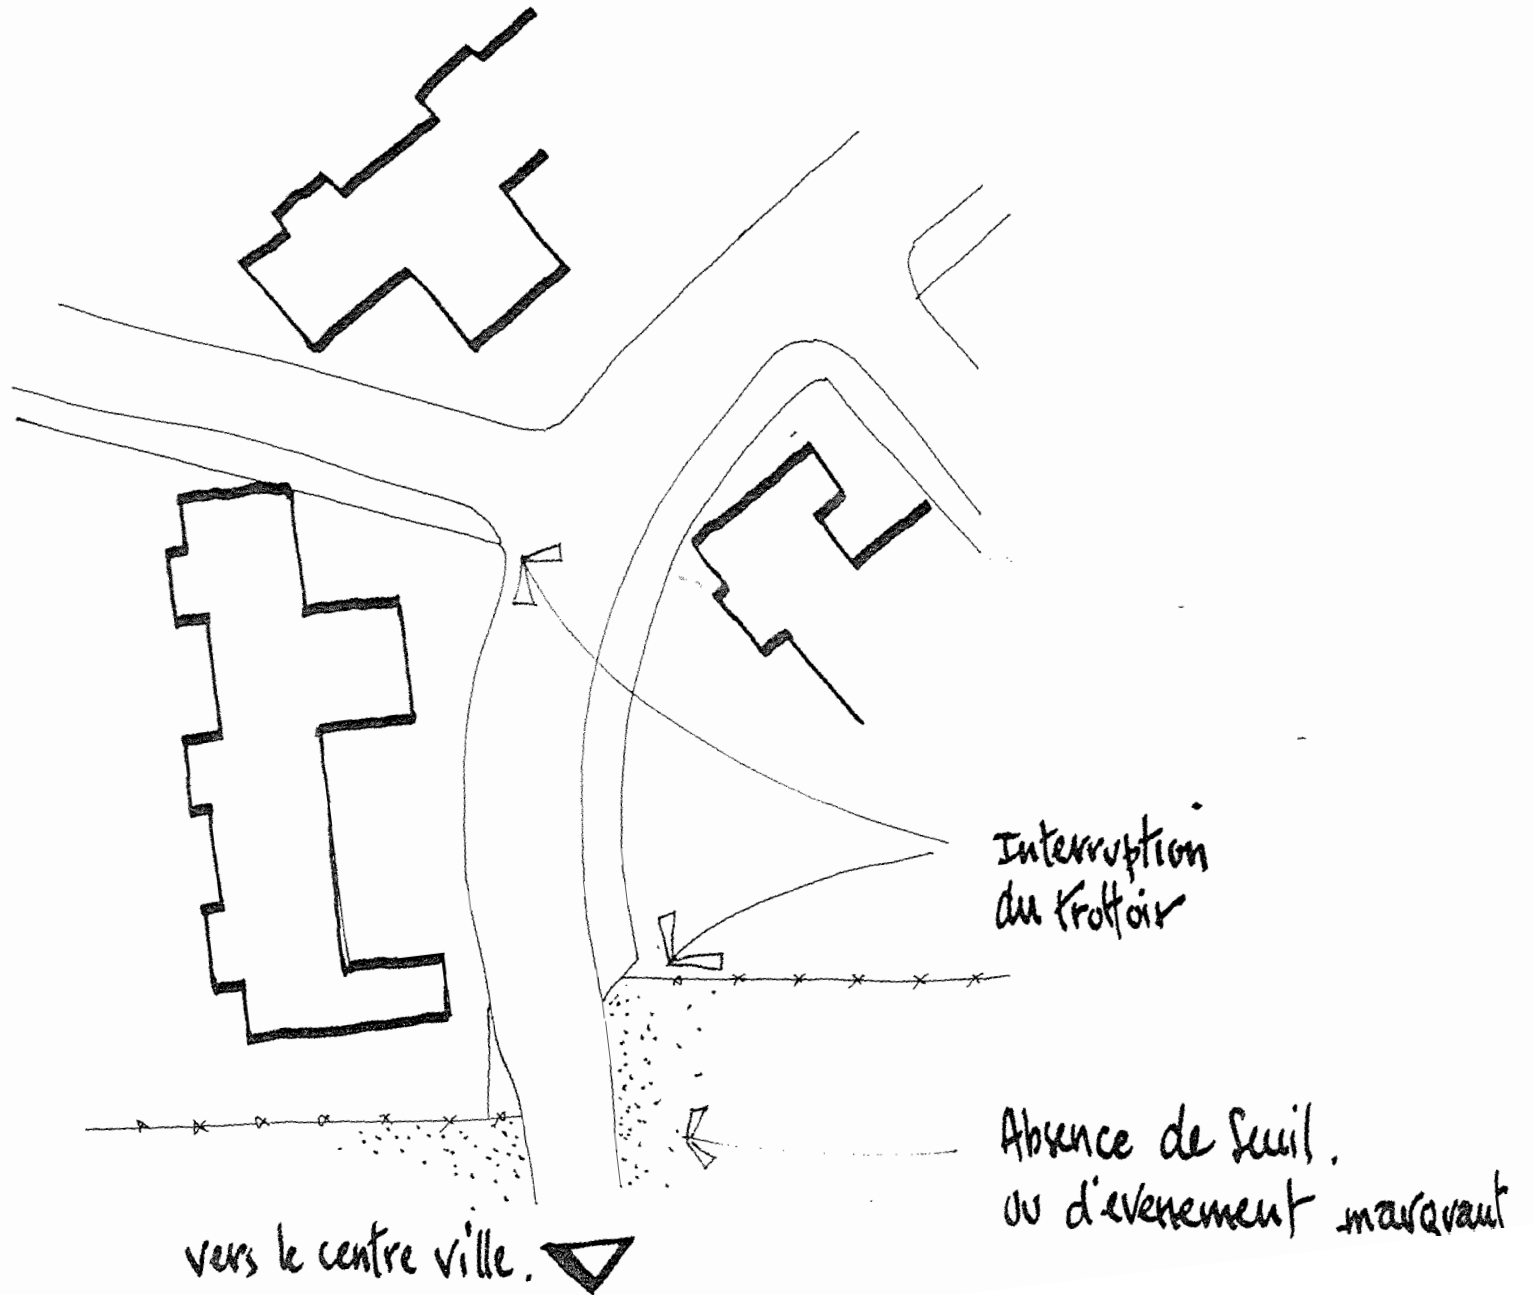 Interruption
du trottoir
Absence de Seuil.
ou d'evenement marquant
vers le centre ville.